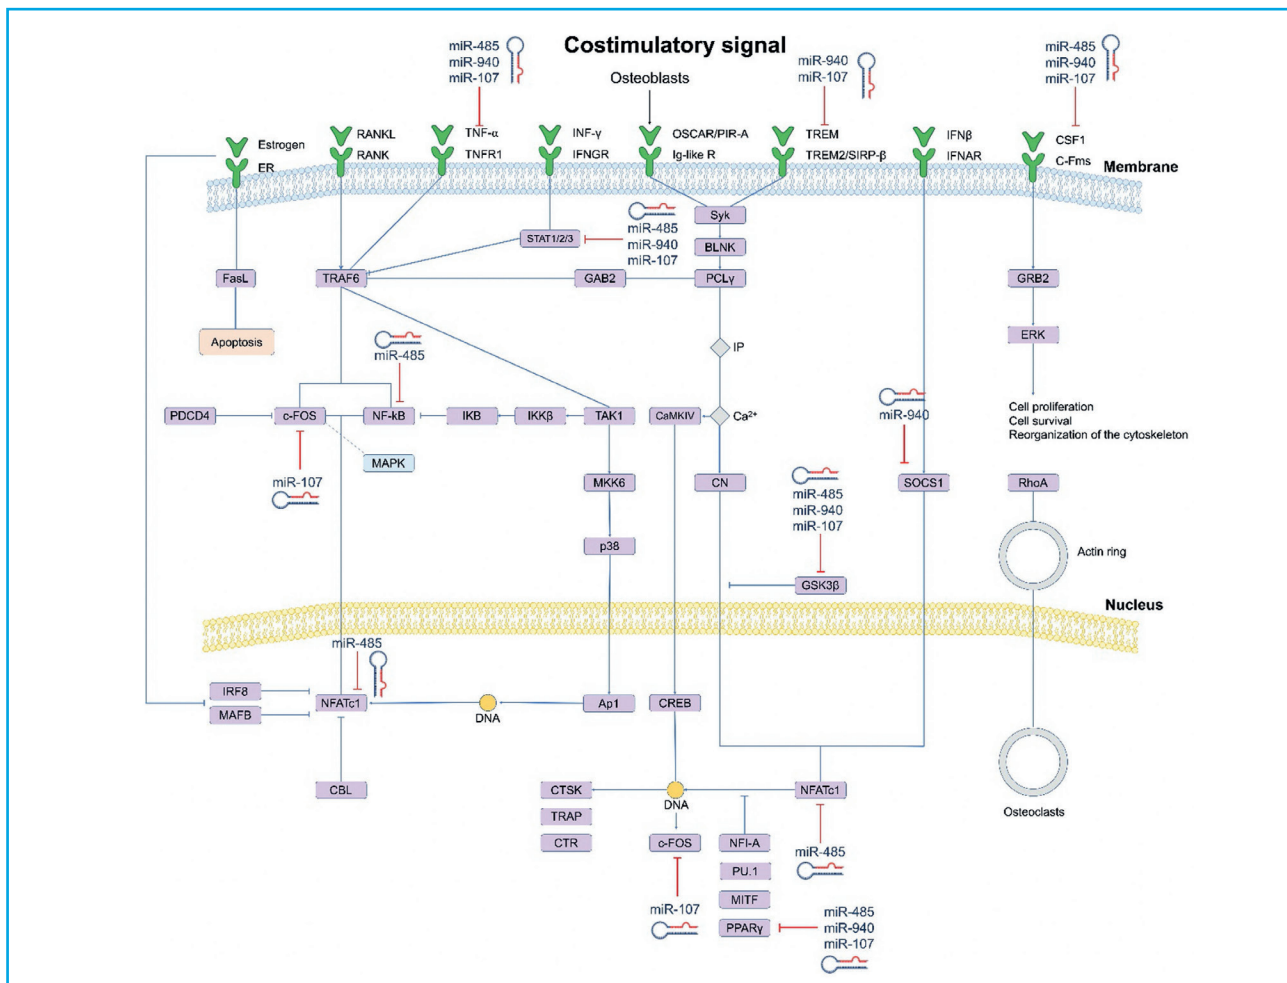 Costimulatory signal
miR-485
miR-940
miR-107
Osteoblasts
miR-940
miR-107
miR-485
miR-940
miR-107
Estrogen
ER
RANKL
RANK
TNF-α
TNFR1
INF-γ
IFNGR
OSCAR/PIR-A
Ig-like R
TREM
TREM2/SIRP-β
IFNβ
IFNAR
CSF1
C-Fms
Membrane
Syk
STAT1/2/3
miR-485
miR-940
miR-107
BLNK
FasL
TRAF6
GAB2
PCLγ
GRB2
Apoptosis
miR-485
IP
ERK
PDCD4
c-FOS
NF-kB
IKB
IKKβ
TAK1
CaMKIV
Ca²⁺
miR-940
Cell proliferation
Cell survival
Reorganization of the cytoskeleton
MAPK
miR-107
MKK6
CN
miR-485
miR-940
miR-107
SOCS1
RhoA
p38
Actin ring
GSK3β
Nucleus
miR-485
IRF8
MAFB
NFATc1
DNA
Ap1
CREB
CBL
CTSK
TRAP
CTR
DNA
NFATc1
Osteoclasts
c-FOS
NFI-A
PU.1
MITF
PPARγ
miR-485
miR-107
miR-485
miR-940
miR-107